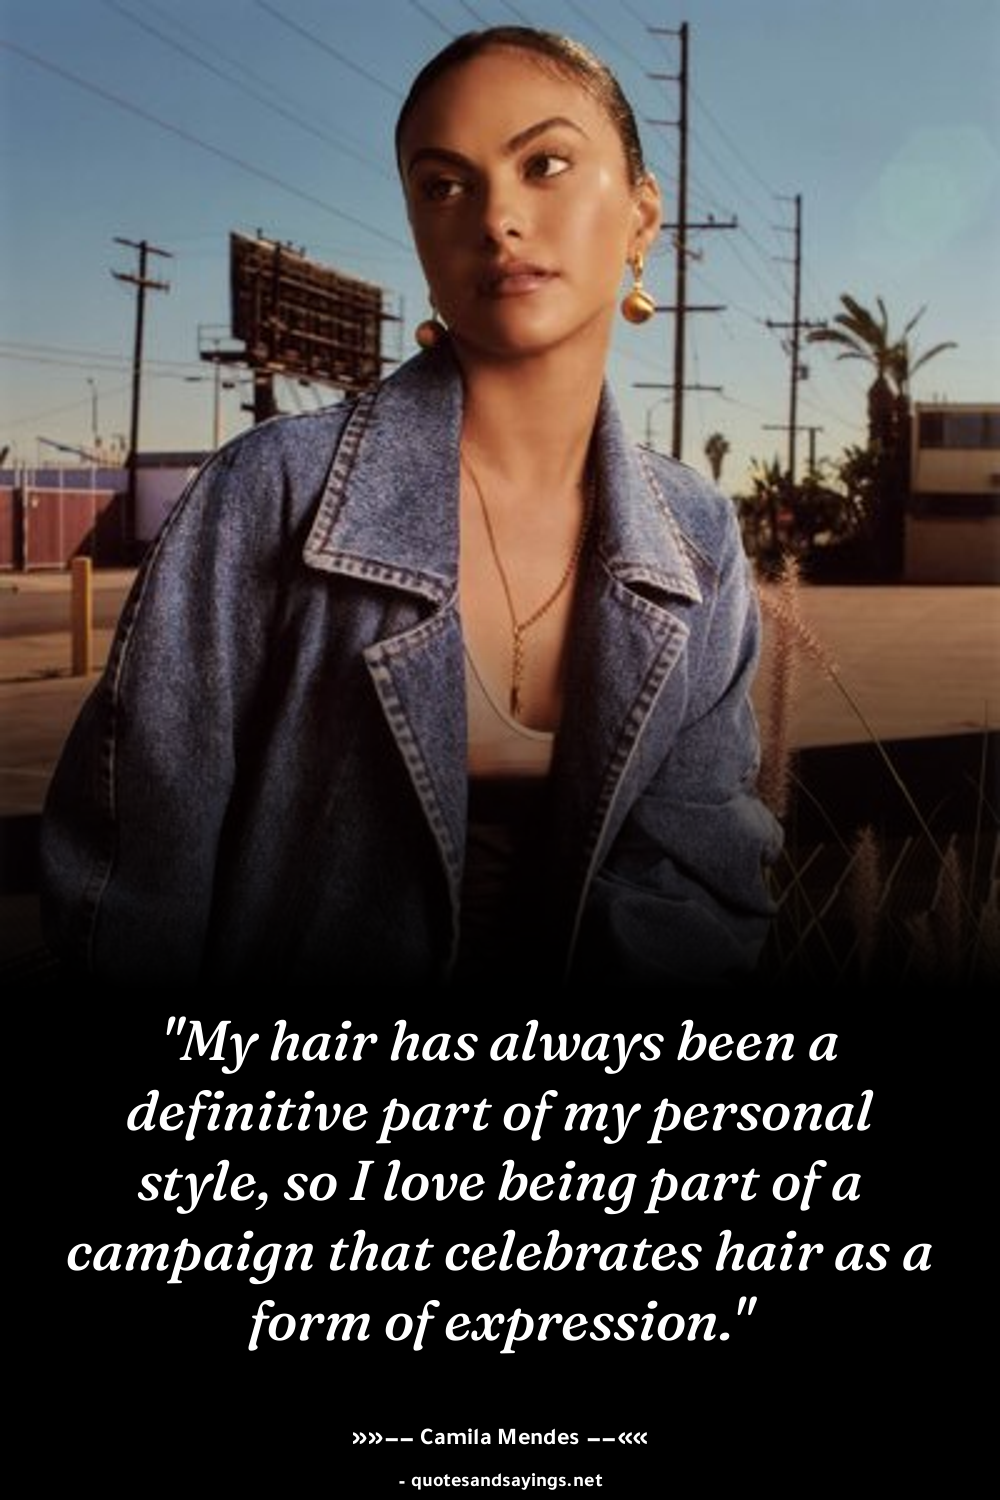 "My hair has always been a
definitive part of my personal
style, so I love being part of a
campaign that celebrates hair as a
form of expression."
»»–– Camila Mendes ––««
- quotesandsayings.net